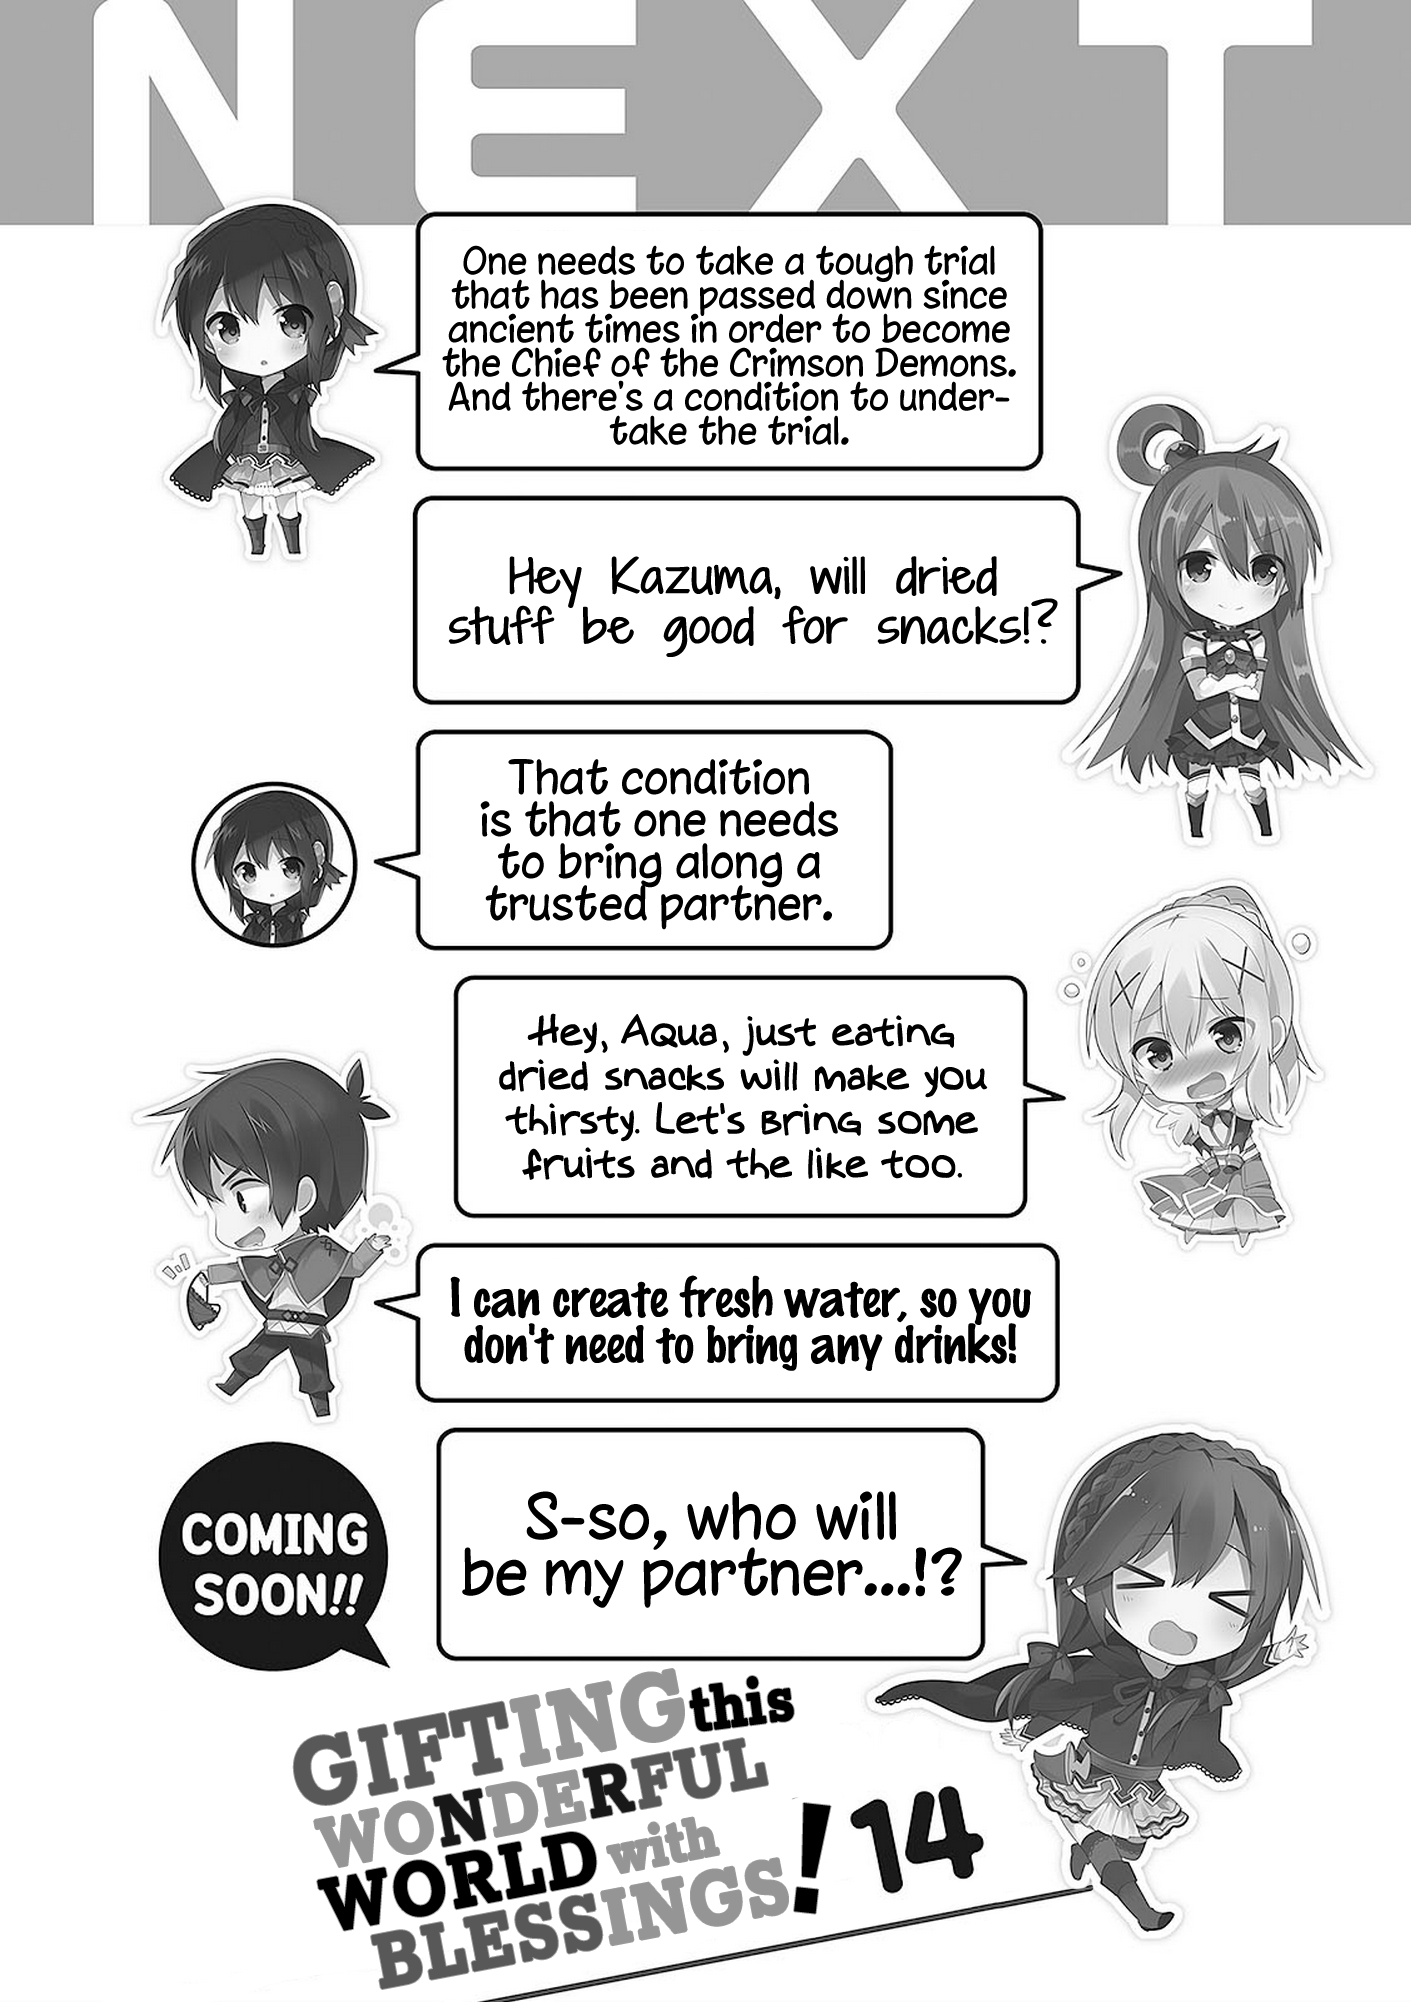 NEXT
One needs to take a tough trial
that has been passed down since
ancient times in order to become
the Chief of the Crimson Demons.
And there's a condition to under-
take the trial.
Hey Kazuma, will dried
stuff be good for snacks!?
That condition
is that one needs
to bring along a
trusted partner.
Hey, Aqua, just eating
dried snacks will make you
thirsty. Let's bring some
fruits and the like too.
I can create fresh water, so you
don't need to bring any drinks!
S-so, who will
be my partner...!?
COMING
SOON!!
GIFTING this
WONDERFUL
WORLD with
BLESSINGS! 14